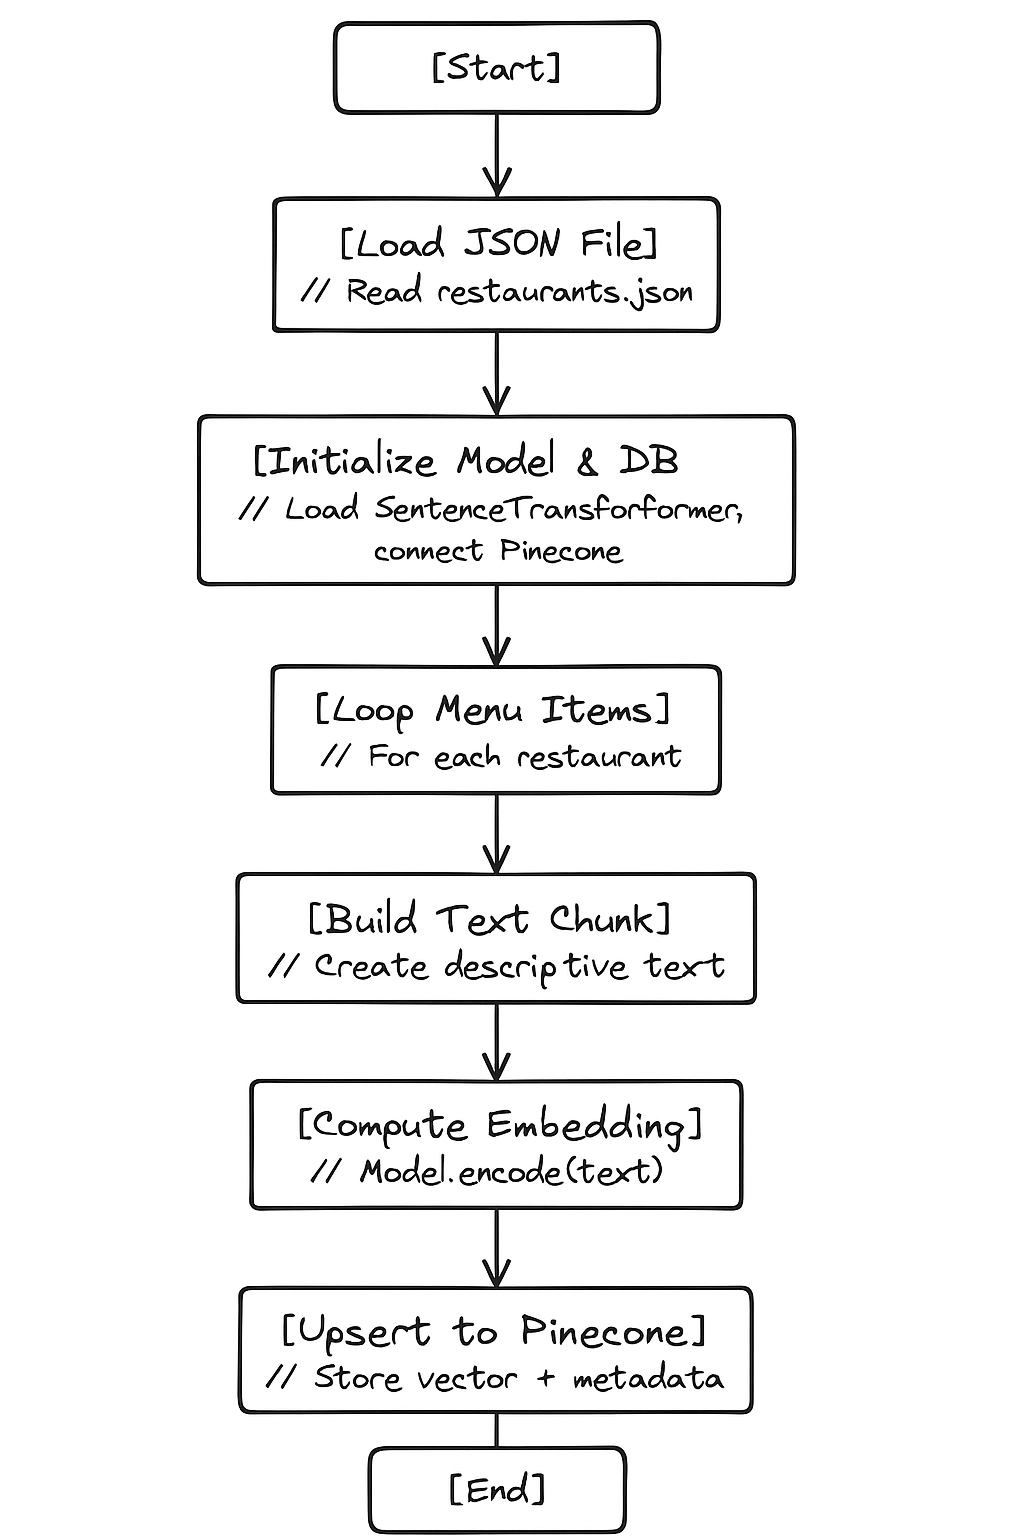 [Start]
[Load JSON File]
// Read restaurants.json
[Initialize Model & DB
// Load SentenceTransforformer,
connect Pinecone
[Loop Menu Items]
// For each restaurant
[Build Text Chunk]
// Create descriptive text
[Compute Embedding]
// Model.encode(text)
[Upsert to Pinecone]
// Store vector + metadata
[End]